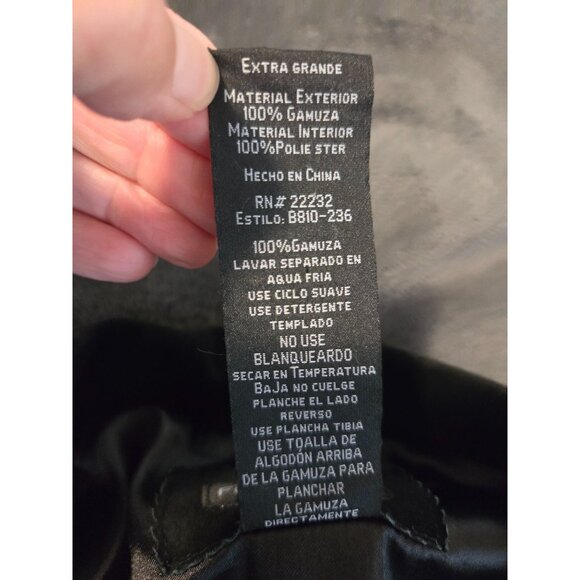 EXTRA GRANDE
MATERIAL EXTERIOR
100% GAMUZA
MATERIAL INTERIOR
100%POLIE STER
HECHO EN CHINA
RN# 22232
ESTILO: B810-236
100%GAMUZA
LAVAR SEPARADO EN
AQUA FRIA
USE CICLO SUAVE
USE DETERGENTE
TEMPLADO
NO USE
BLANQUEARDO
SECAR EN TEMPERATURA
BAJA NO CUELGE
PLANCHE EL LADO
REVERSO
USE PLANCHA TIBIA
USE TOALLA DE
ALGODÓN ARRIBA
DE LA GAMUZA PARA
PLANCHAR
LA GAMUZA
DIRECTAMENTE